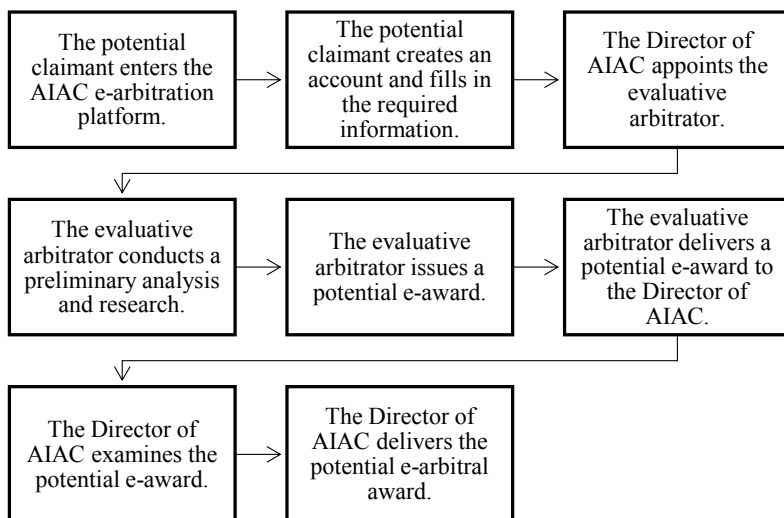 The potential
claimant enters the
AIAC e-arbitration
platform.
The potential
claimant creates an
account and fills in
the required
information.
The Director of
AIAC appoints the
evaluative
arbitrator.
The evaluative
arbitrator conducts a
preliminary analysis
and research.
The evaluative
arbitrator issues a
potential e-award.
The evaluative
arbitrator delivers a
potential e-award to
the Director of
AIAC.
The Director of
AIAC examines the
potential e-award.
The Director of
AIAC delivers the
potential e-arbitral
award.